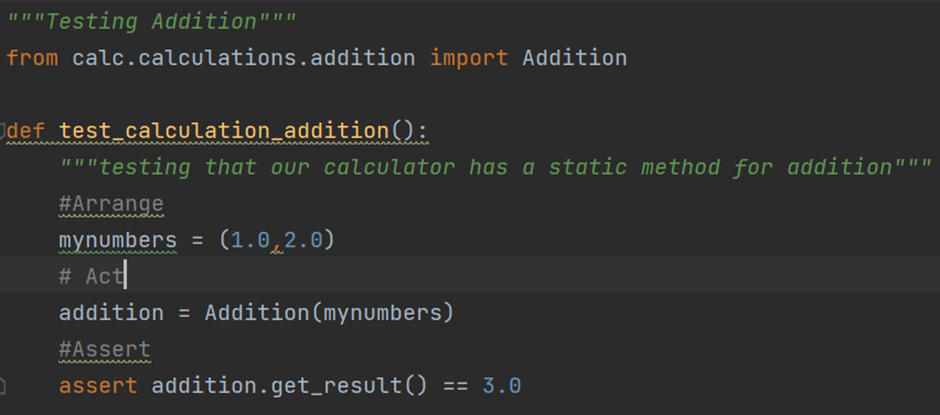 """Testing Addition"""
from calc.calculations.addition import Addition
def test_calculation_addition():
"""testing that our calculator has a static method for addition"""
#Arrange
mynumbers = (1.0,2.0)
# Act
addition = Addition(mynumbers)
#Assert
assert addition.get_result() == 3.0